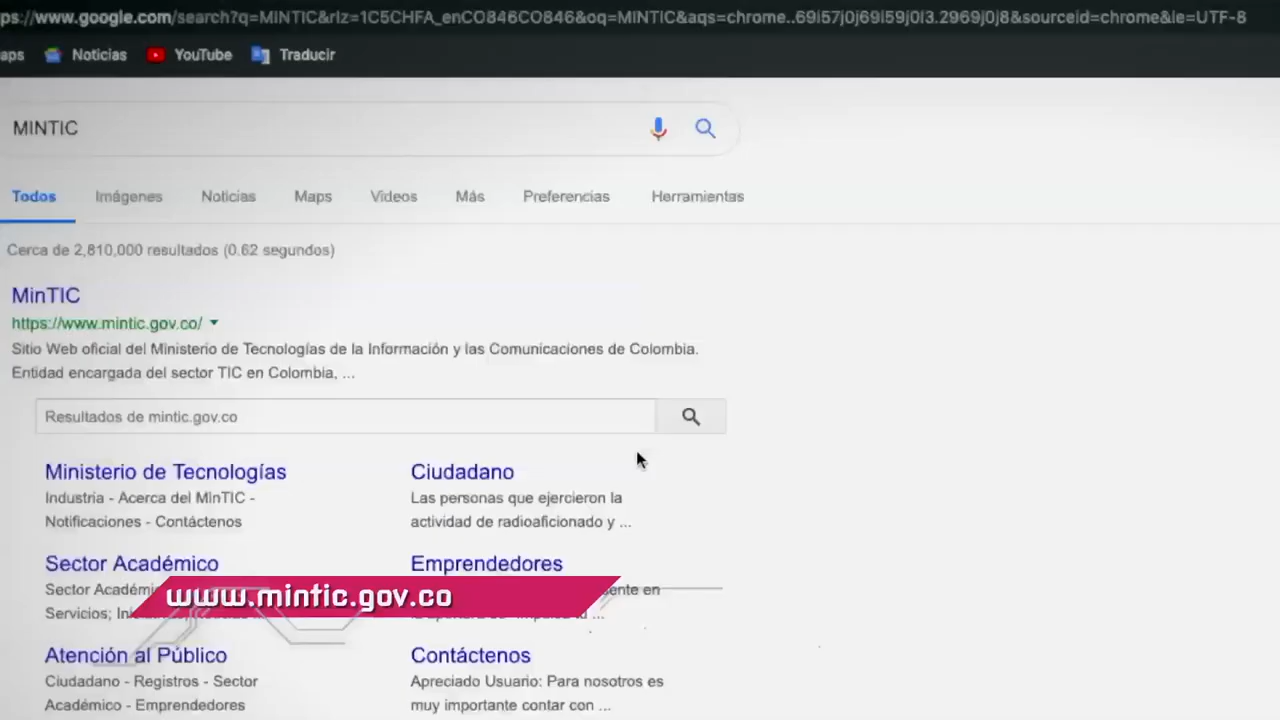 ps://www.google.com/search?q=MINTIC&rlz=1C5CHFA_enCO846CO846&oq=MINTIC&aqs=chrome..69i57j0j69i59j0l3.2969j0j8&sourceid=chrome&ie=UTF-8
aps Noticias YouTube Traducir
MINTIC
Todos Imágenes Noticias Maps Videos Más Preferencias Herramientas
Cerca de 2,810,000 resultados (0.62 segundos)
MinTIC
https://www.mintic.gov.co/
Sitio Web oficial del Ministerio de Tecnologías de la Información y las Comunicaciones de Colombia.
Entidad encargada del sector TIC en Colombia, ...
Resultados de mintic.gov.co
Ministerio de Tecnologías
Industria - Acerca del MinTIC -
Notificaciones - Contáctenos
Ciudadano
Las personas que ejercieron la
actividad de radioaficionado y ...
Sector Académico
Sector Académi
Servicios; In
Emprendedores
ente en
www.mintic.gov.co
Atención al Público
Ciudadano - Registros - Sector
Académico - Emprendedores
Contáctenos
Apreciado Usuario: Para nosotros es
muy importante contar con ...